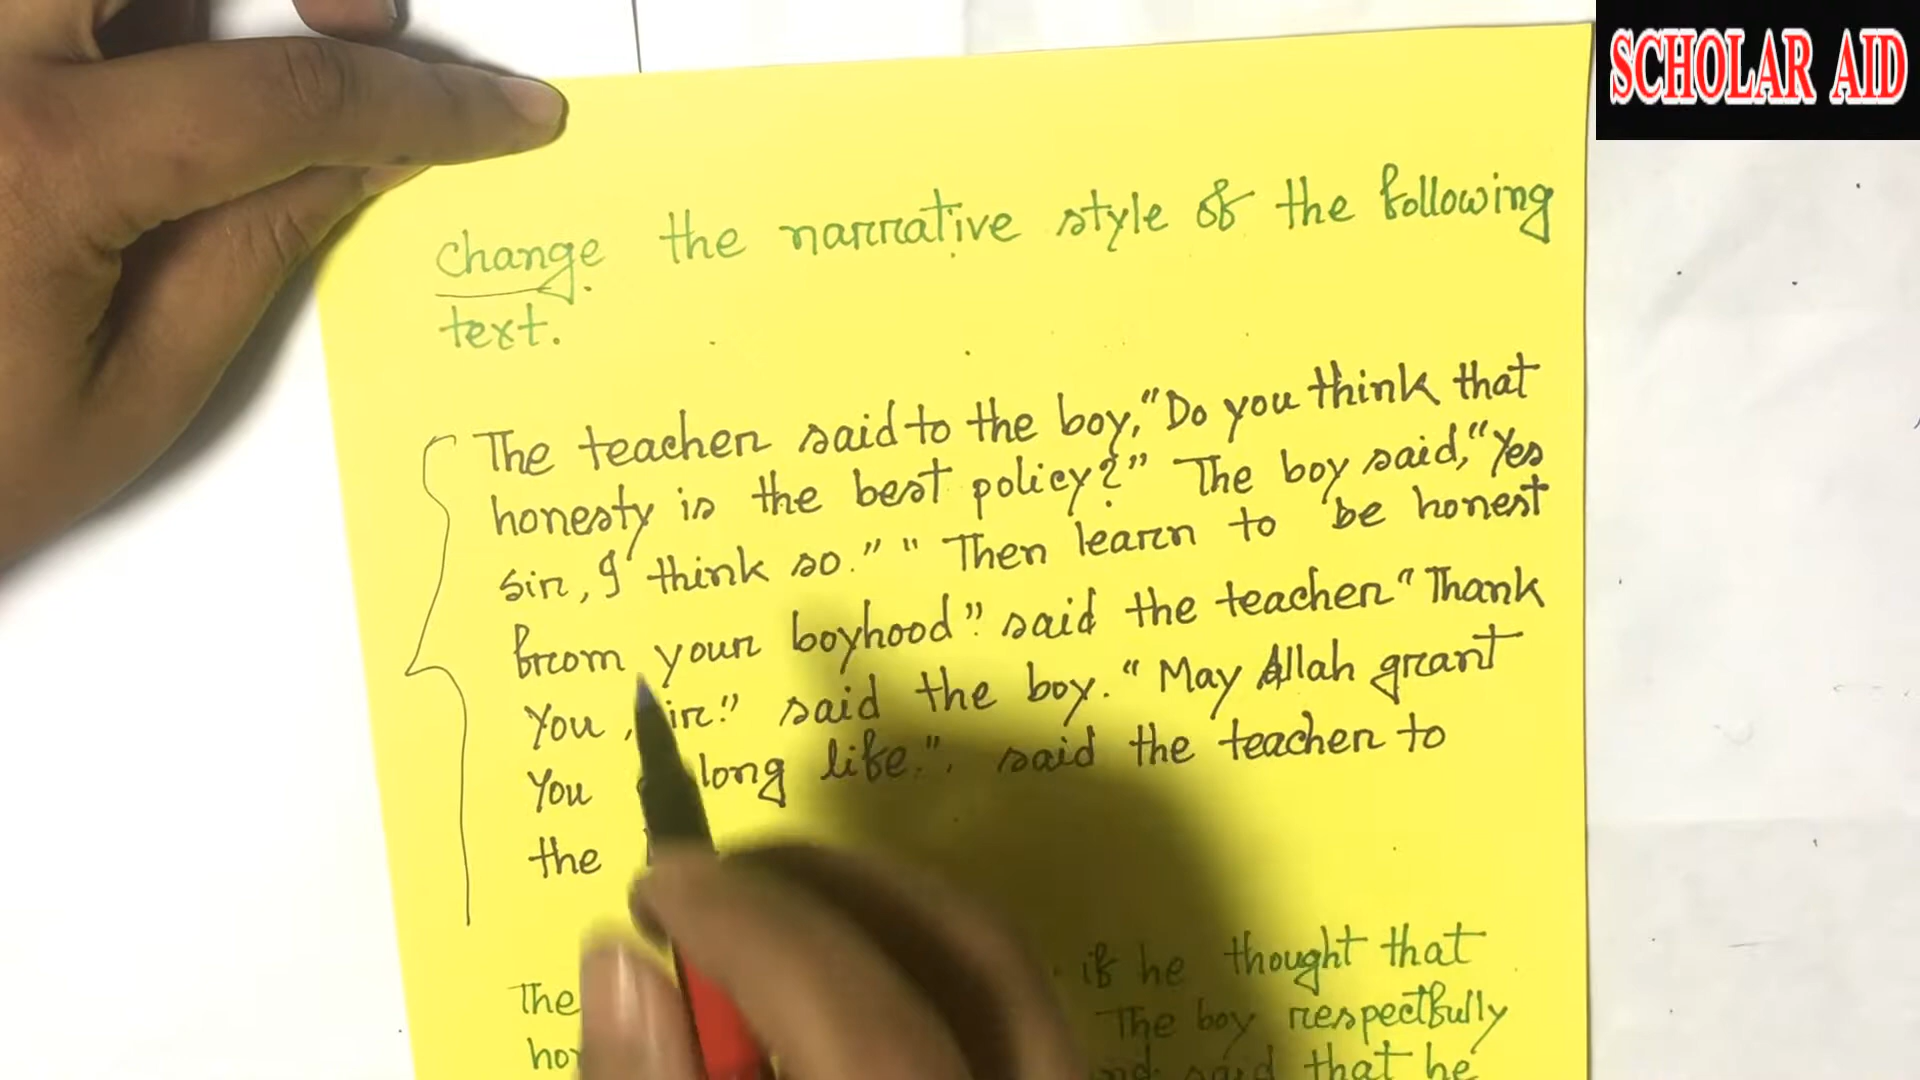 SCHOLAR AID
Change the narrative style of the following
text.
The teacher said to the boy, "Do you think that
honesty is the best policy?" The boy said, "Yes
Sir, I think so." "Then learn to be honest
from your boyhood". said the teacher "Thank
You, sir." said the boy. "May Allah grant
You long life.", said the teacher to
the
The if he thought that
The boy respectfully
said that he